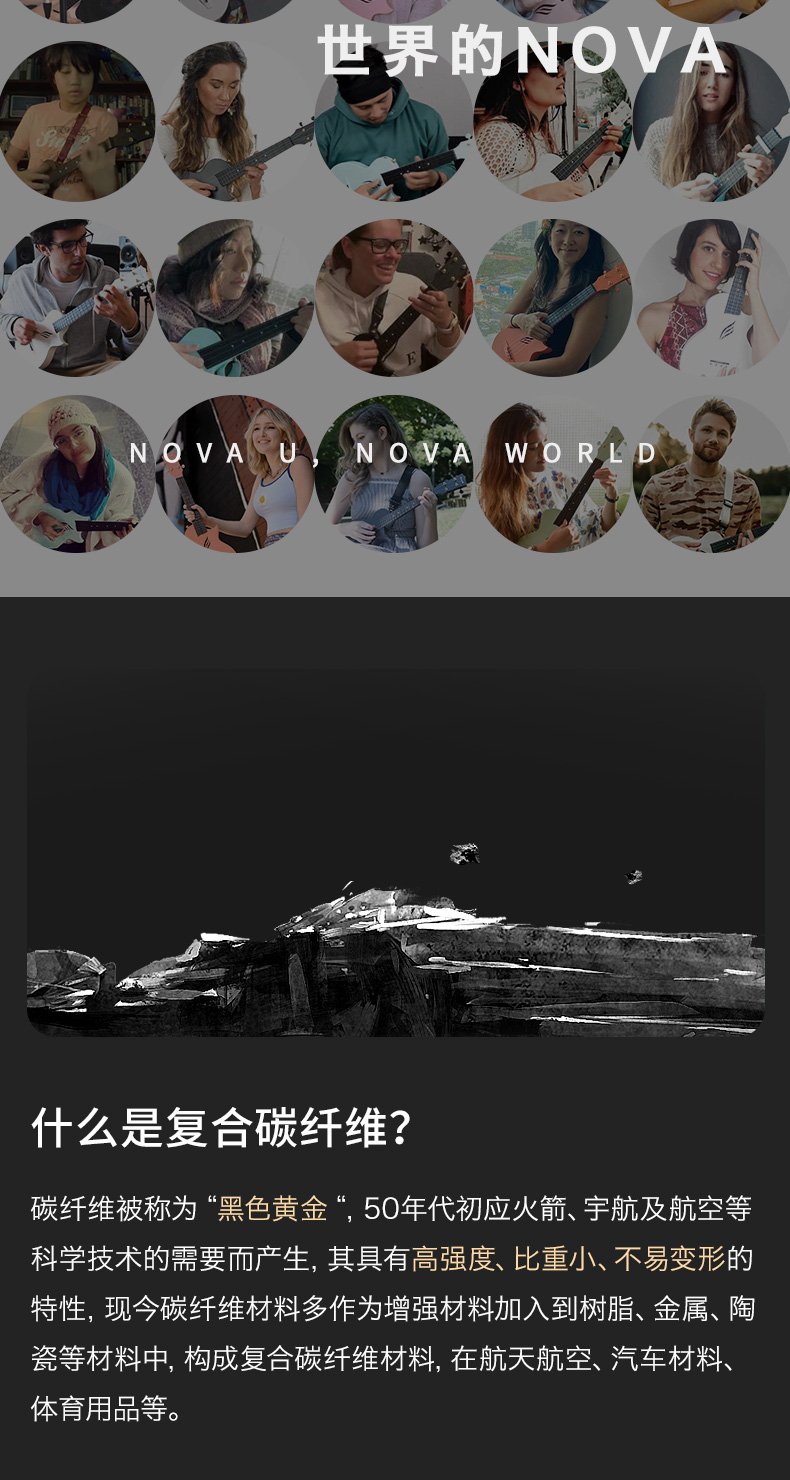 世界的NOVA
NOVA U, NOVA WORLD
什么是复合碳纤维？
碳纤维被称为 “黑色黄金 “, 50年代初应火箭、宇航及航空等
科学技术的需要而产生, 其具有高强度、比重小、不易变形的
特性, 现今碳纤维材料多作为增强材料加入到树脂、金属、陶
瓷等材料中, 构成复合碳纤维材料, 在航天航空、汽车材料、
体育用品等。